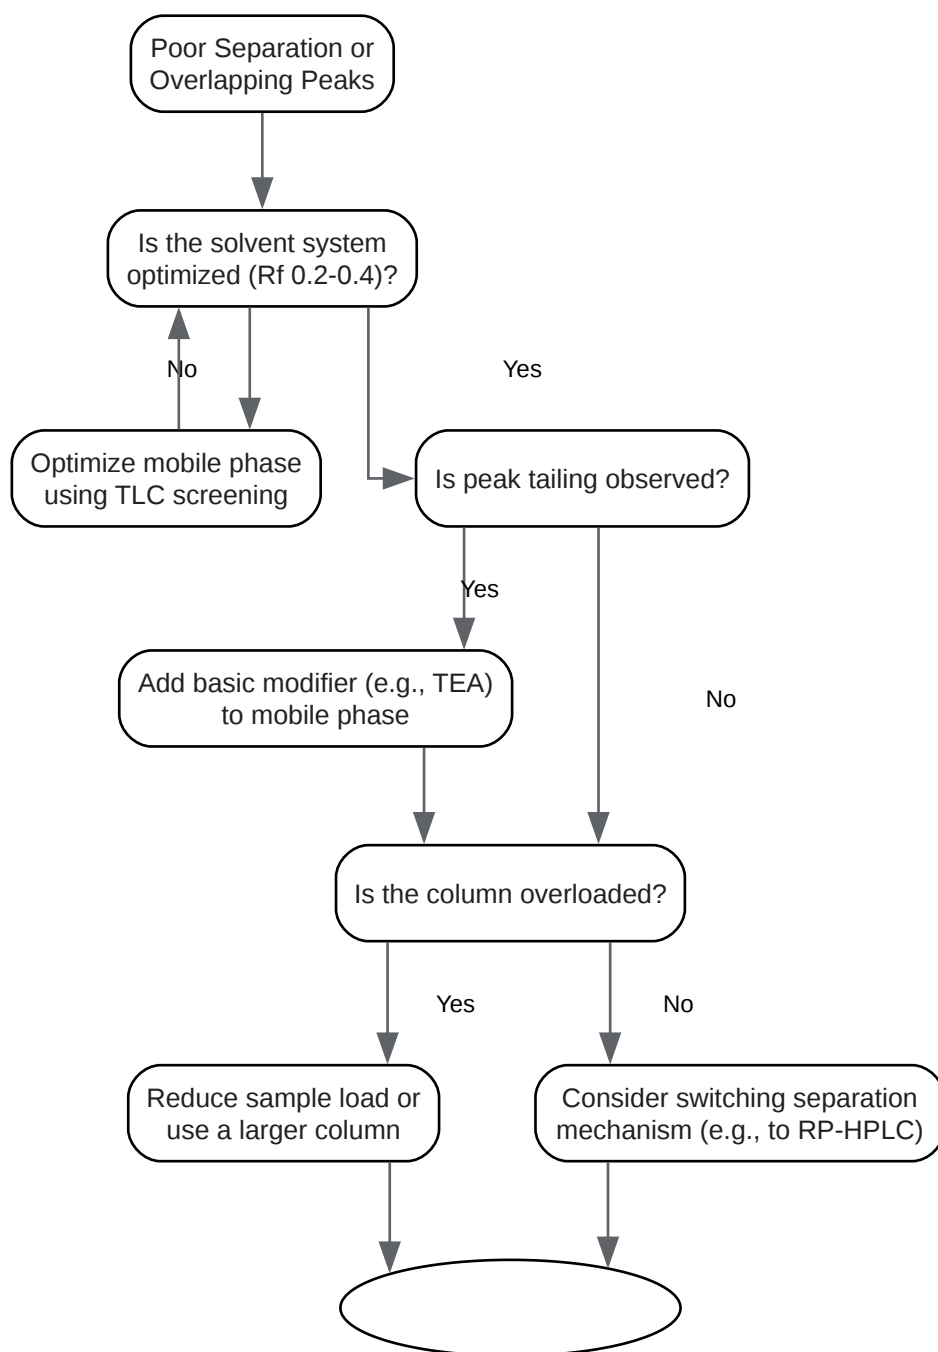 Poor Separation or
Overlapping Peaks
Is the solvent system
optimized (Rf 0.2-0.4)?
No
Yes
Optimize mobile phase
using TLC screening
Is peak tailing observed?
Yes
Add basic modifier (e.g., TEA)
to mobile phase
No
Is the column overloaded?
Yes
No
Reduce sample load or
use a larger column
Consider switching separation
mechanism (e.g., to RP-HPLC)